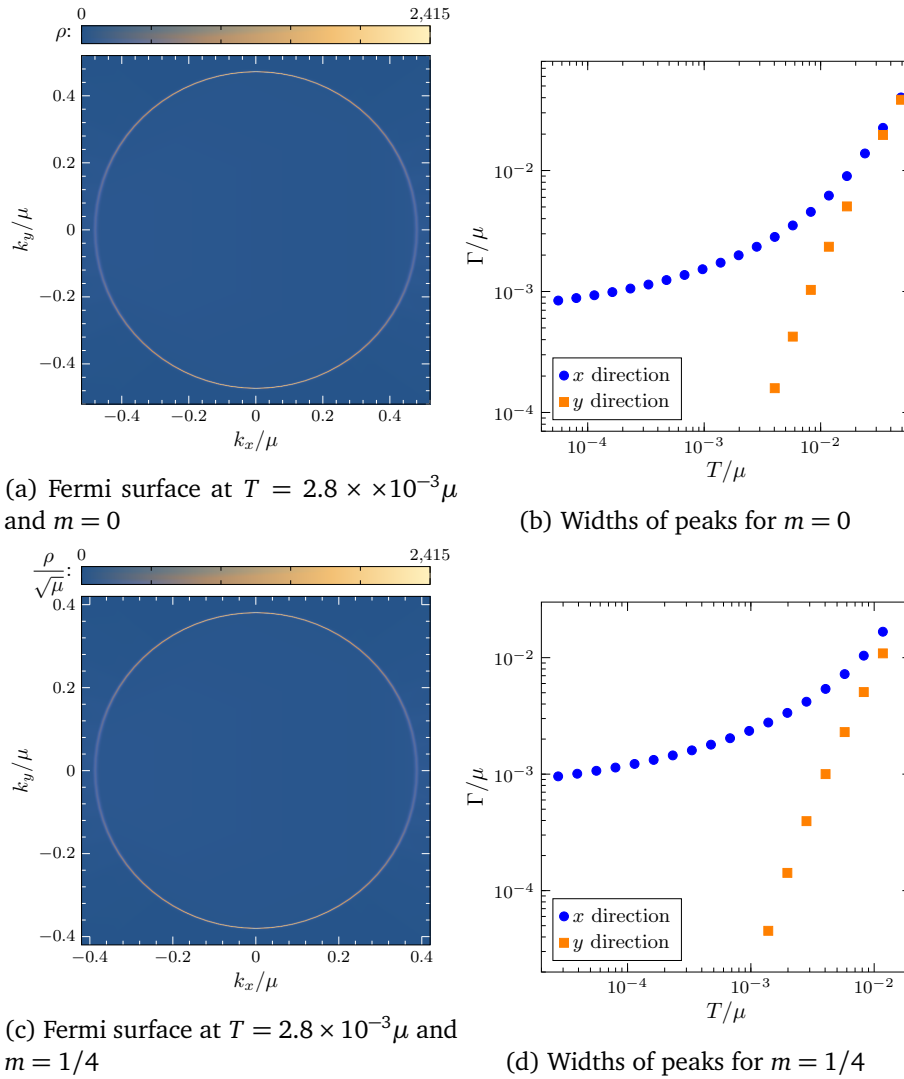 0 2,415
ρ:
0.4
0.2
0
−0.2
−0.4
k_y/μ
−0.4 −0.2 0 0.2 0.4
k_x/μ
(a) Fermi surface at T = 2.8 × ×10⁻³μ
and m = 0
10⁻²
10⁻³
10⁻⁴
Γ/μ
x direction
y direction
10⁻⁴ 10⁻³ 10⁻²
T/μ
(b) Widths of peaks for m = 0
0 2,415
ρ/√μ:
0.4
0.2
0
−0.2
−0.4
k_y/μ
−0.4 −0.2 0 0.2 0.4
k_x/μ
(c) Fermi surface at T = 2.8 × 10⁻³μ and
m = 1/4
10⁻²
10⁻³
10⁻⁴
Γ/μ
x direction
y direction
10⁻⁴ 10⁻³ 10⁻²
T/μ
(d) Widths of peaks for m = 1/4